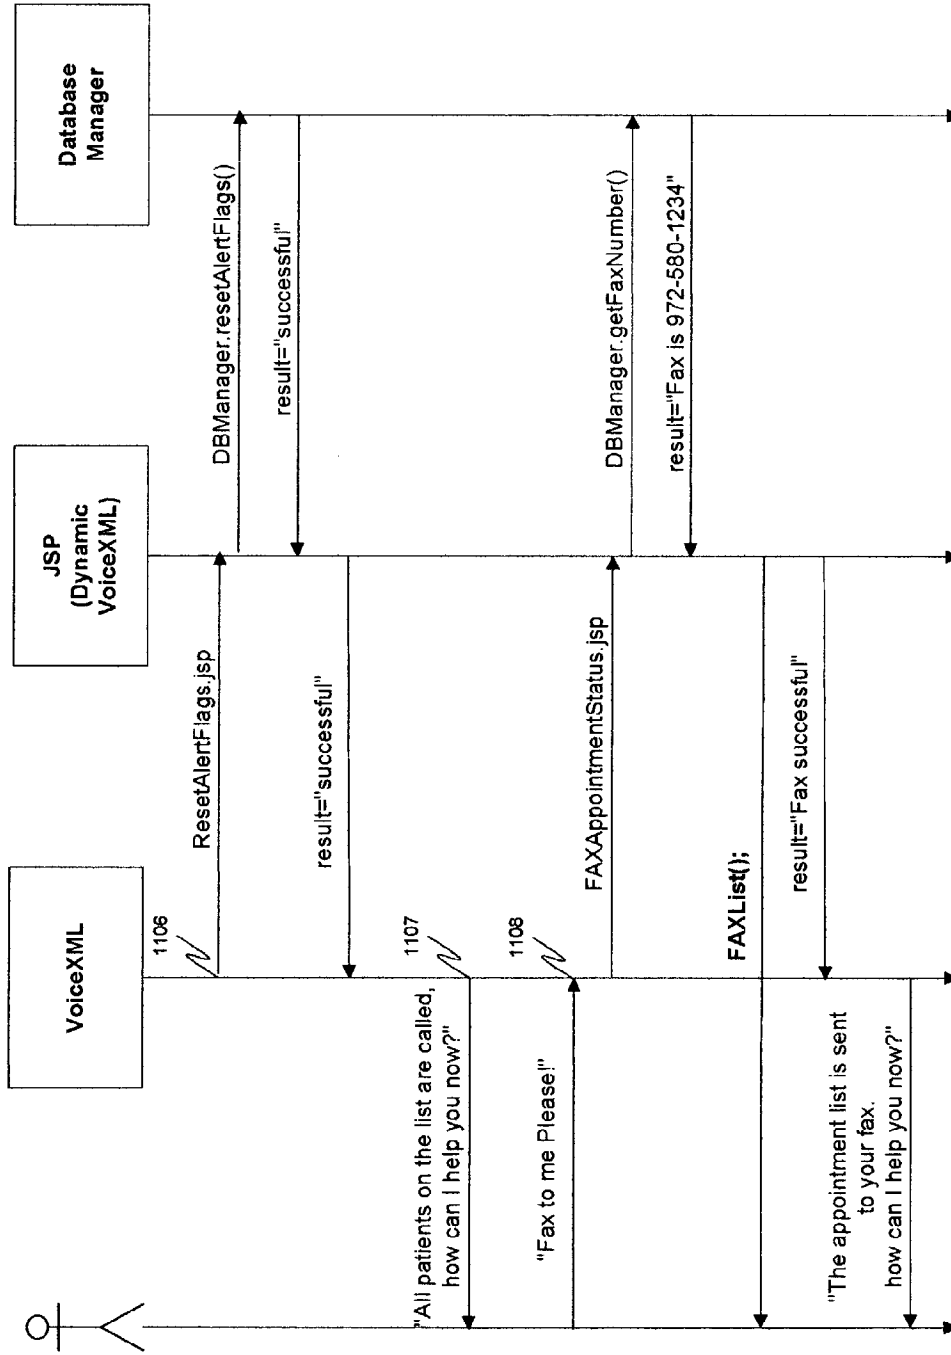 VoiceXML
JSP
(Dynamic
VoiceXML)
Database
Manager
1106
ResetAlertFlags.jsp
DBManager.resetAlertFlags()
result="successful"
result="successful"
1107
"All patients on the list are called,
how can I help you now?"
1108
"Fax to me Please!"
FAXAppointmentStatus.jsp
DBManager.getFaxNumber()
result="Fax is 972-580-1234"
FAXList();
result="Fax successful"
"The appointment list is sent
to your fax.
how can I help you now?"